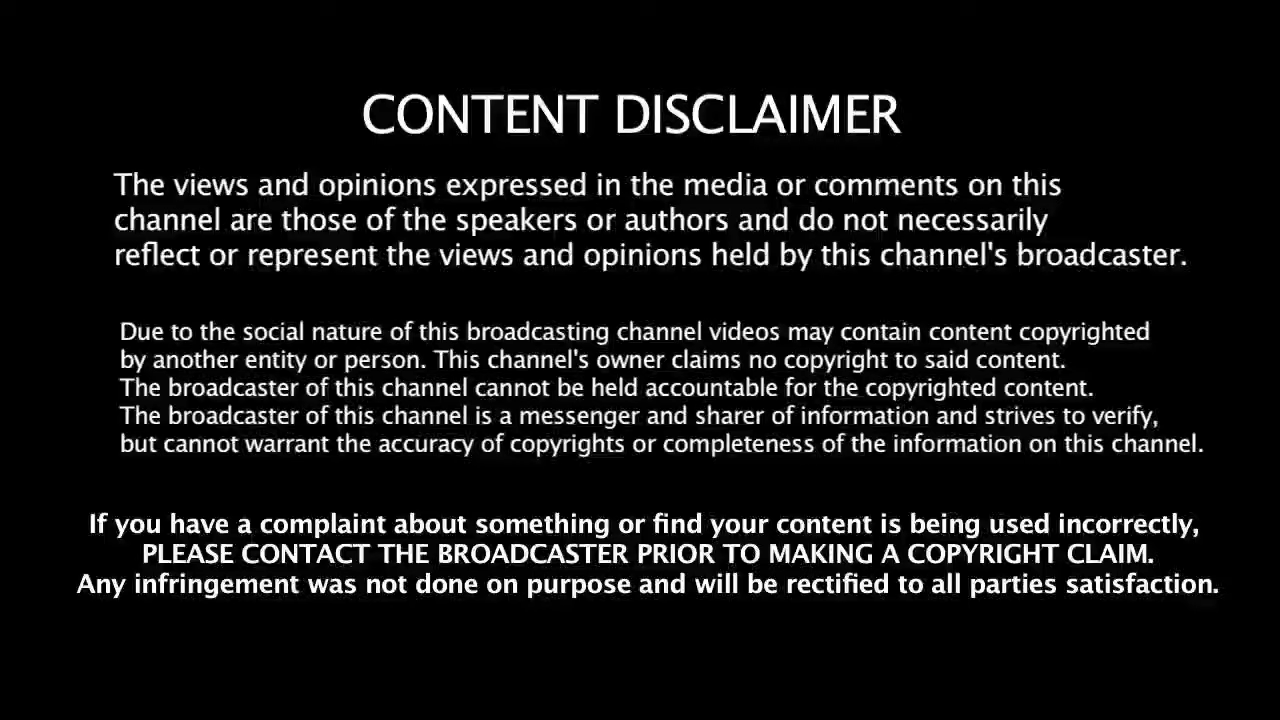 CONTENT DISCLAIMER
The views and opinions expressed in the media or comments on this
channel are those of the speakers or authors and do not necessarily
reflect or represent the views and opinions held by this channel's broadcaster.
Due to the social nature of this broadcasting channel videos may contain content copyrighted
by another entity or person. This channel's owner claims no copyright to said content.
The broadcaster of this channel cannot be held accountable for the copyrighted content.
The broadcaster of this channel is a messenger and sharer of information and strives to verify,
but cannot warrant the accuracy of copyrights or completeness of the information on this channel.
If you have a complaint about something or find your content is being used incorrectly,
PLEASE CONTACT THE BROADCASTER PRIOR TO MAKING A COPYRIGHT CLAIM.
Any infringement was not done on purpose and will be rectified to all parties satisfaction.